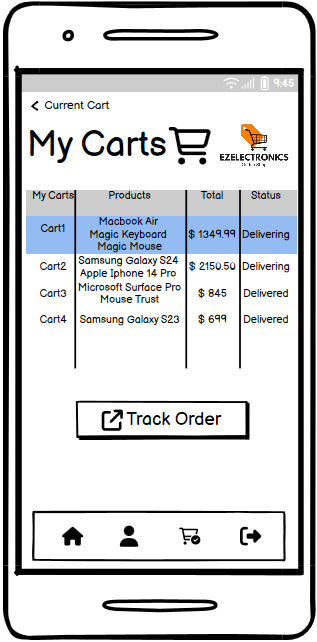 9:45
Current Cart
My Carts
EZELECTRONICS
My Carts Products Total Status
Cart1 Macbook Air
Magic Keyboard
Magic Mouse $ 1349.99 Delivering
Cart2 Samsung Galaxy S24
Apple Iphone 14 Pro $ 2150.50 Delivering
Cart3 Microsoft Surface Pro
Mouse Trust $ 845 Delivered
Cart4 Samsung Galaxy S23 $ 699 Delivered
Track Order